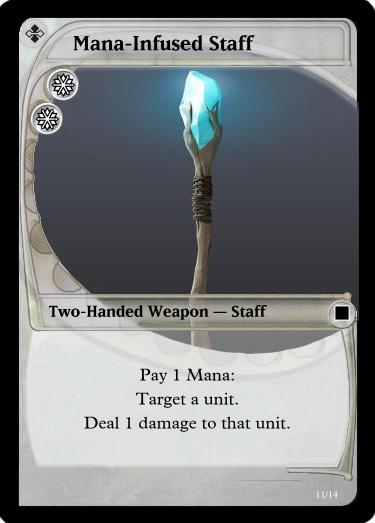 Mana-Infused Staff
Two-Handed Weapon — Staff
Pay 1 Mana:
Target a unit.
Deal 1 damage to that unit.
11/14